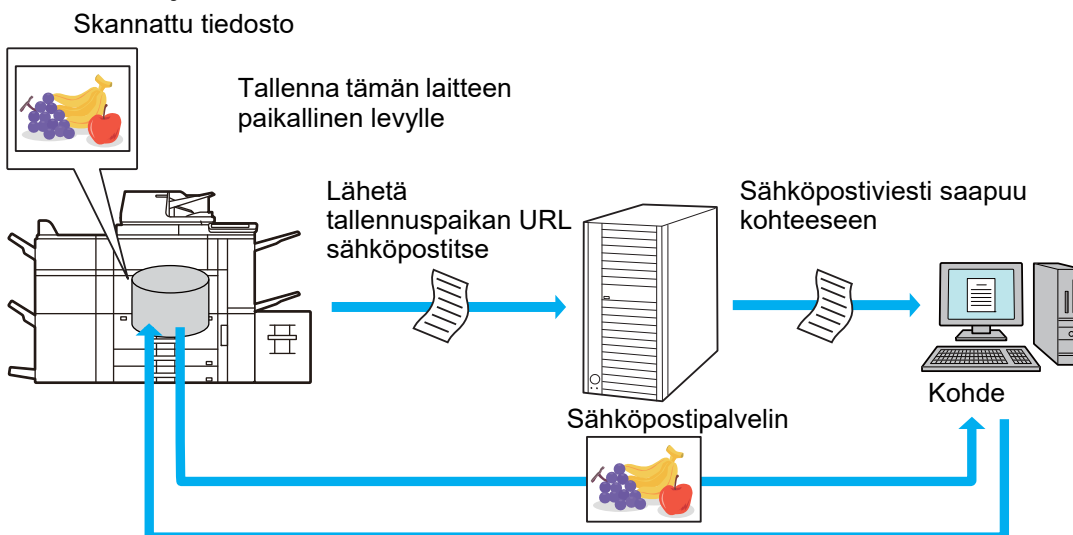 Skannattu tiedosto
Tallenna tämän laitteen
paikallinen levylle
Lähetä
tallennuspaikan URL
sähköpostitse
Sähköpostiviesti saapuu
kohteeseen
Kohde
Sähköpostipalvelin